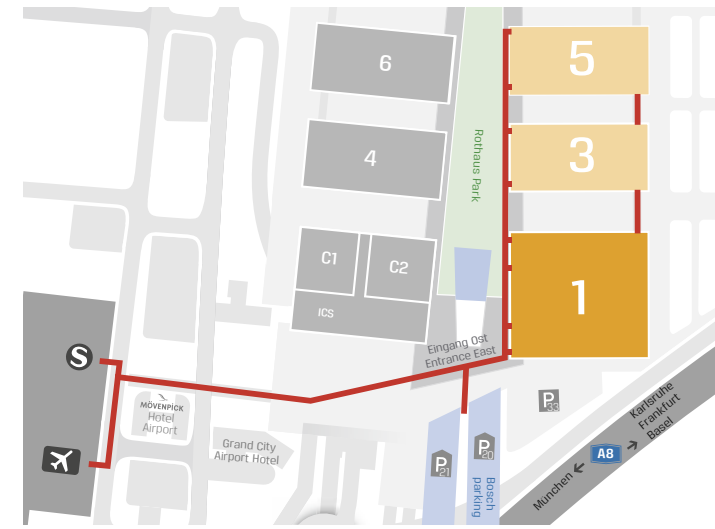 6
5
4
3
Rothaus Park
C1
C2
ICS
1
Eingang Ost
Entrance East
S
MÖVENPICK
Hotel
Airport
Grand City
Airport Hotel
P
21
P
20
Bosch
parking
P
33
Karlsruhe
Frankfurt
Basel
A8
München